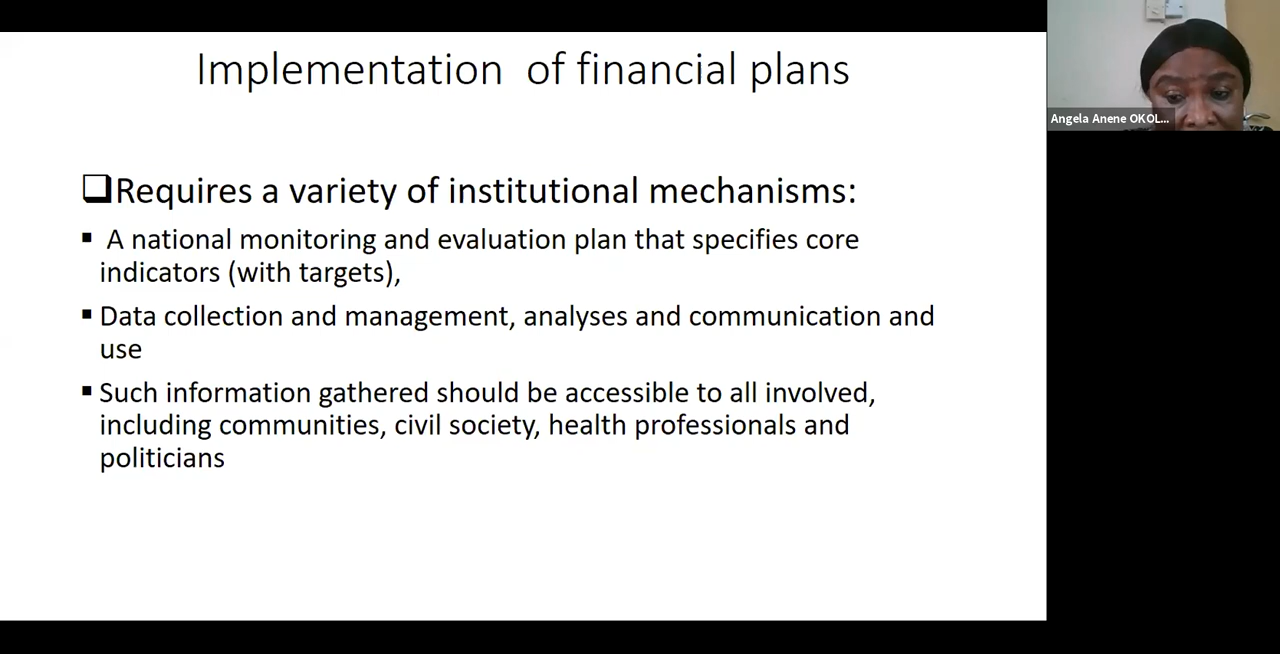 Implementation of financial plans
Requires a variety of institutional mechanisms:
A national monitoring and evaluation plan that specifies core
indicators (with targets),
Data collection and management, analyses and communication and
use
Such information gathered should be accessible to all involved,
including communities, civil society, health professionals and
politicians
Angela Anene OKOL...